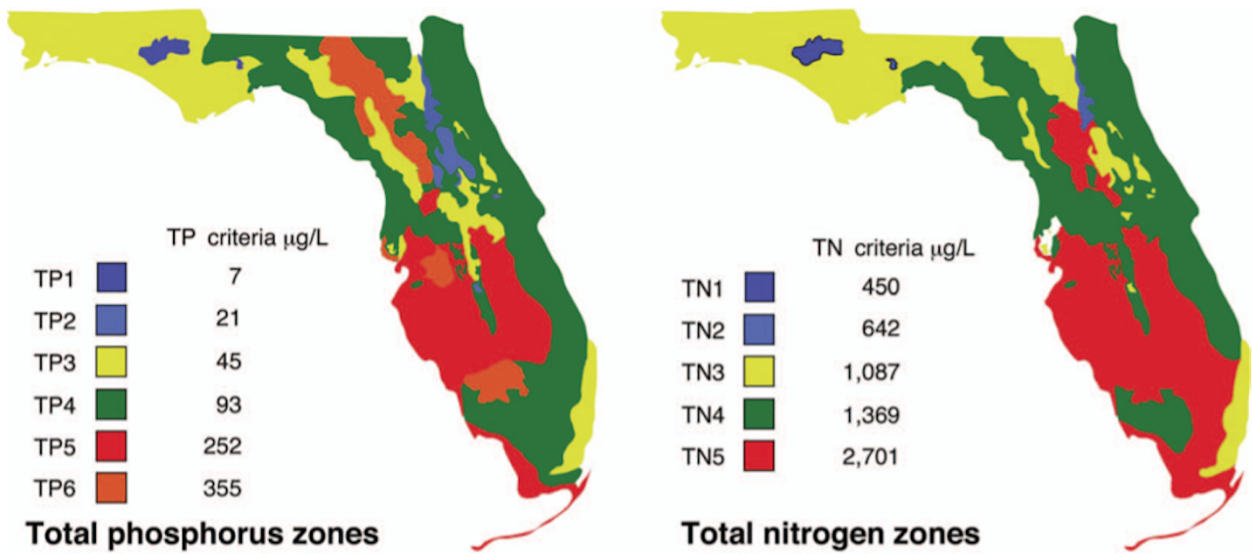 TP criteria µg/L
TP1 7
TP2 21
TP3 45
TP4 93
TP5 252
TP6 355
Total phosphorus zones
TN criteria µg/L
TN1 450
TN2 642
TN3 1,087
TN4 1,369
TN5 2,701
Total nitrogen zones